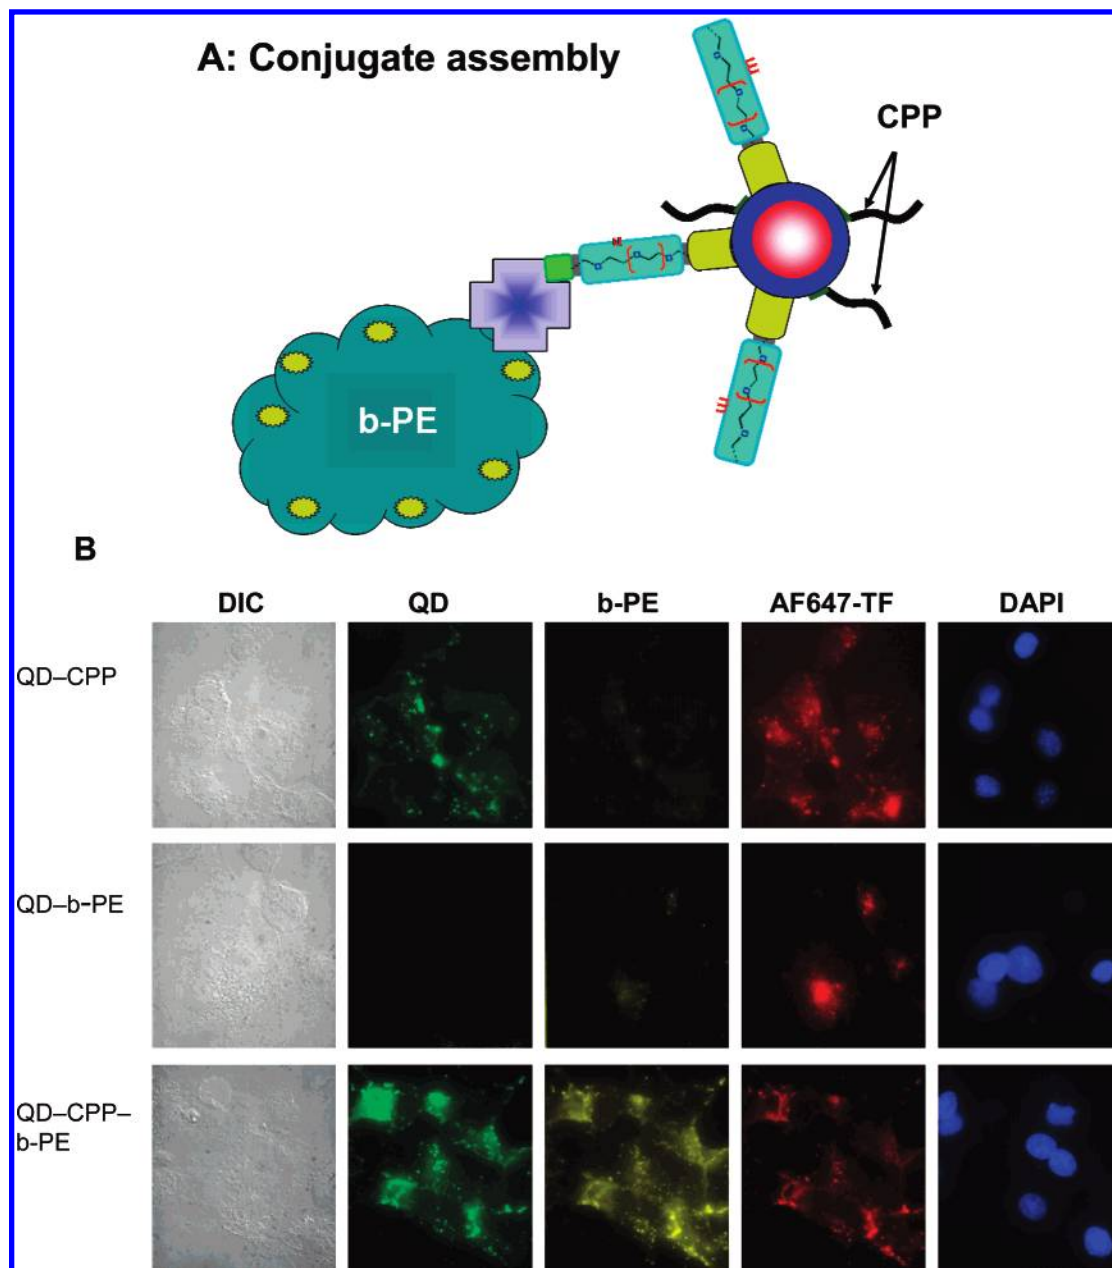 A: Conjugate assembly
CPP
b-PE
B
DIC QD b-PE AF647-TF DAPI
QD–CPP
QD–b-PE
QD–CPP–
b-PE